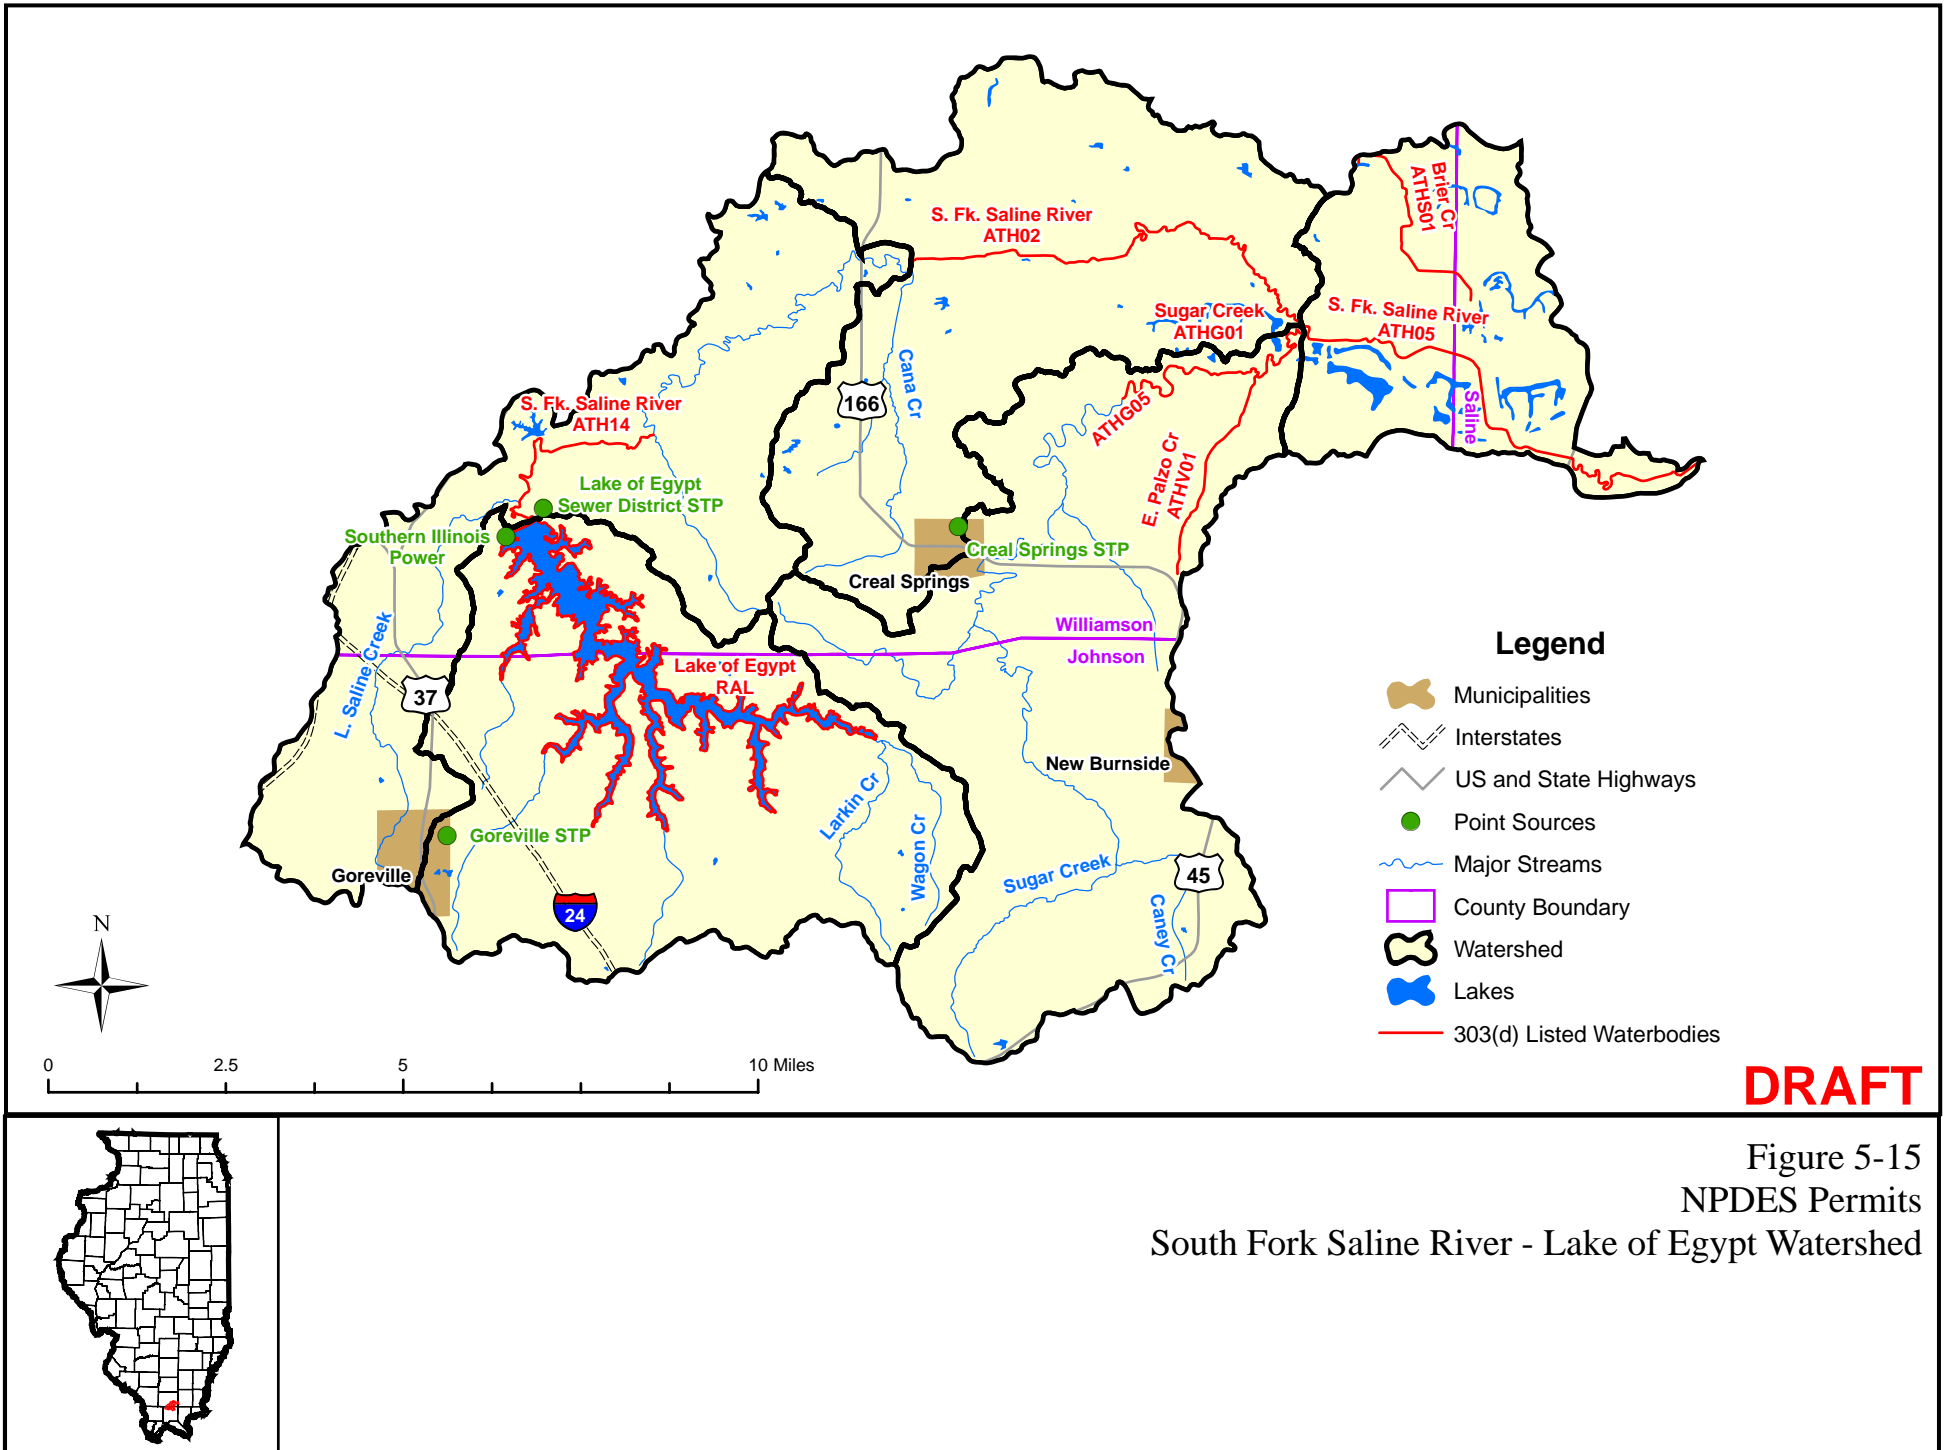 S. Fk. Saline River
ATH02
Brier Cr
ATHS01
Sugar Creek
ATHG01
S. Fk. Saline River
ATH05
Cana Cr
166
Saline
S. Fk. Saline River
ATH14
ATHG05
E. Palzo Cr
ATHV01
Lake of Egypt
Sewer District STP
Southern Illinois
Power
Creal Springs STP
Creal Springs
Williamson
Johnson
L. Saline Creek
37
Lake of Egypt
RAL
New Burnside
Larkin Cr
Wagon Cr
Goreville STP
Goreville
Sugar Creek
45
Caney Cr
24
N
0
2.5
5
10 Miles
Legend
Municipalities
Interstates
US and State Highways
Point Sources
Major Streams
County Boundary
Watershed
Lakes
303(d) Listed Waterbodies
DRAFT
Figure 5-15
NPDES Permits
South Fork Saline River - Lake of Egypt Watershed